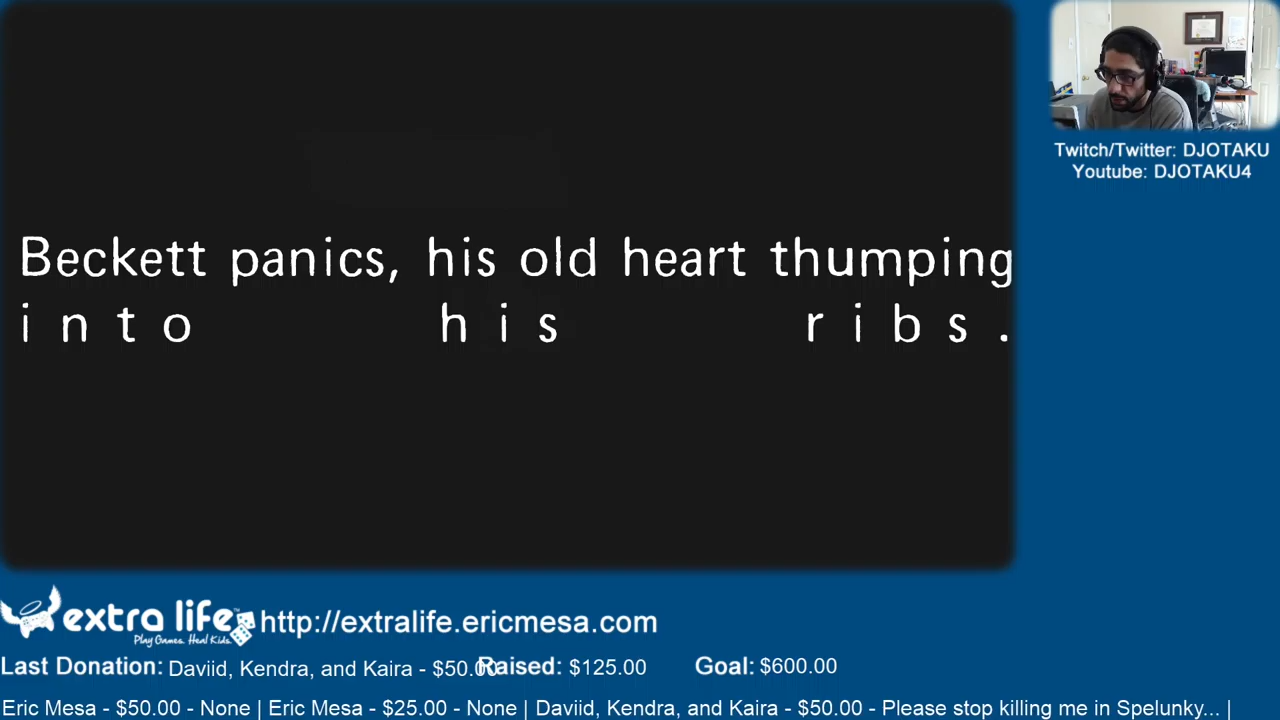 Beckett panics, his old heart thumping
into his ribs.
Twitch/Twitter: DJOTAKU
Youtube: DJOTAKU4
extra life
Play Games. Heal Kids.
http://extralife.ericmesa.com
Last Donation: Daviid, Kendra, and Kaira - $50.00
Raised: $125.00
Goal: $600.00
Eric Mesa - $50.00 - None | Eric Mesa - $25.00 - None | Daviid, Kendra, and Kaira - $50.00 - Please stop killing me in Spelunky... |